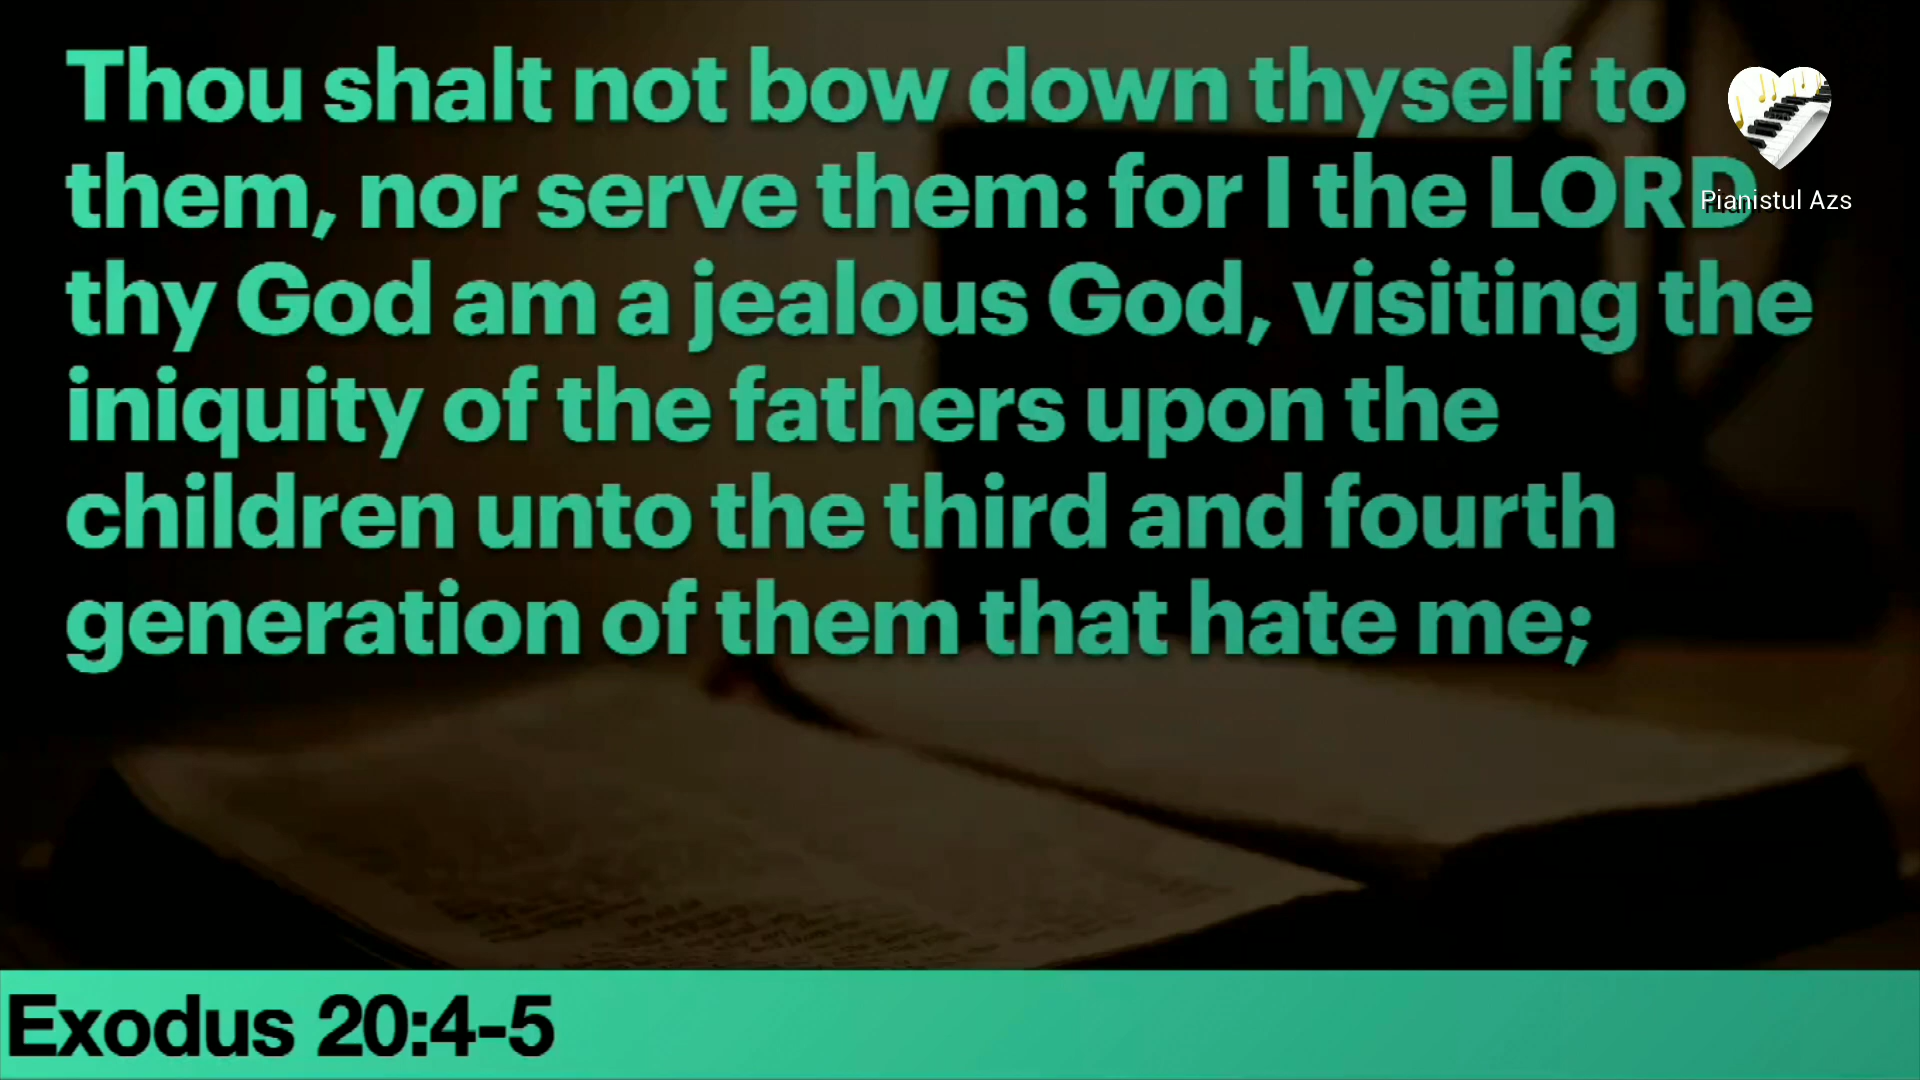 Thou shalt not bow down thyself to
them, nor serve them: for I the LORD
thy God am a jealous God, visiting the
iniquity of the fathers upon the
children unto the third and fourth
generation of them that hate me;
Pianistul Azs
Exodus 20:4-5